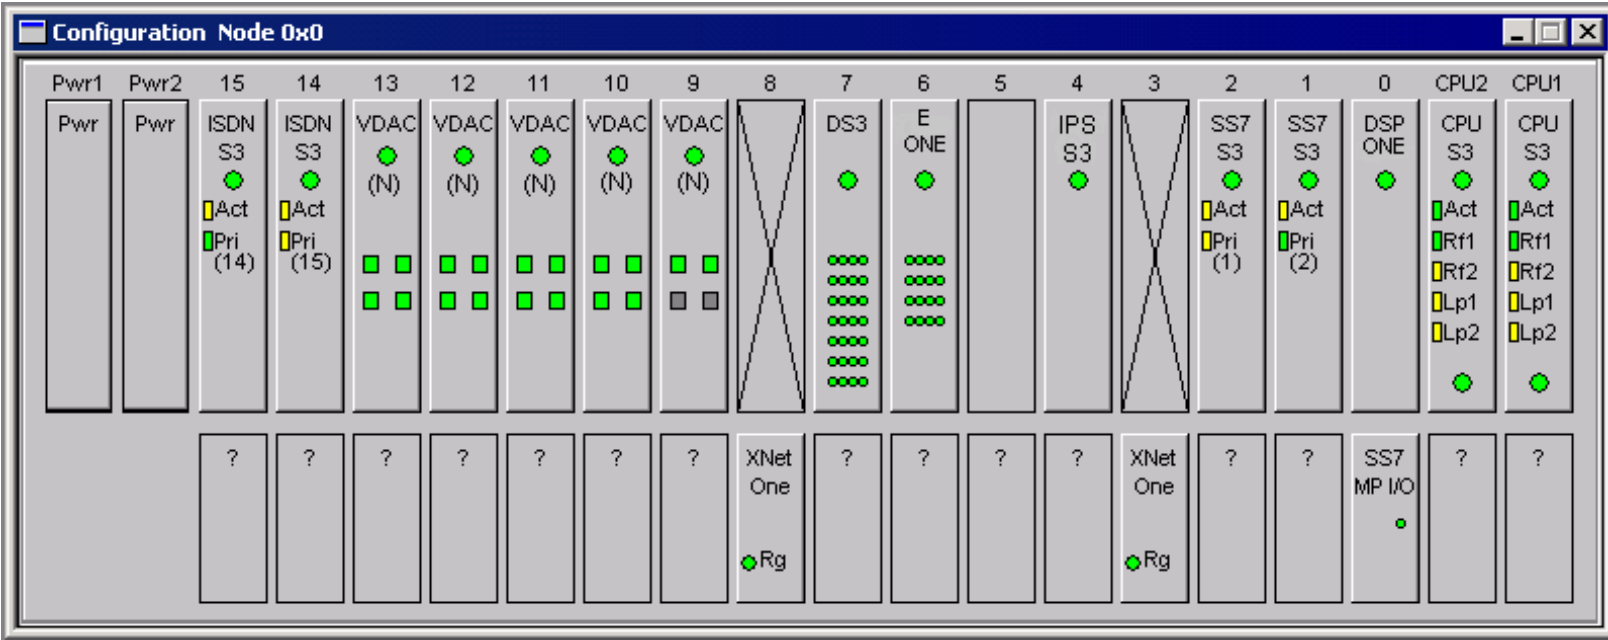 Configuration Node 0x0
Pwr1 Pwr2 15 14 13 12 11 10 9 8 7 6 5 4 3 2 1 0 CPU2 CPU1
Pwr Pwr ISDN ISDN VDAC VDAC VDAC VDAC VDAC DS3 E IPS SS7 SS7 DSP CPU CPU
S3 S3 ONE S3 S3 S3 ONE S3 S3
(N) (N) (N) (N) (N)
Act Act Act Act Act Act
Pri Pri Pri Pri Rf1 Rf1
(14) (15) (1) (2) Rf2 Rf2
Lp1 Lp1
Lp2 Lp2
? ? ? ? ? ? ? XNet ? ? ? ? XNet ? ? SS7 ? ?
One One MP I/O
Rg Rg